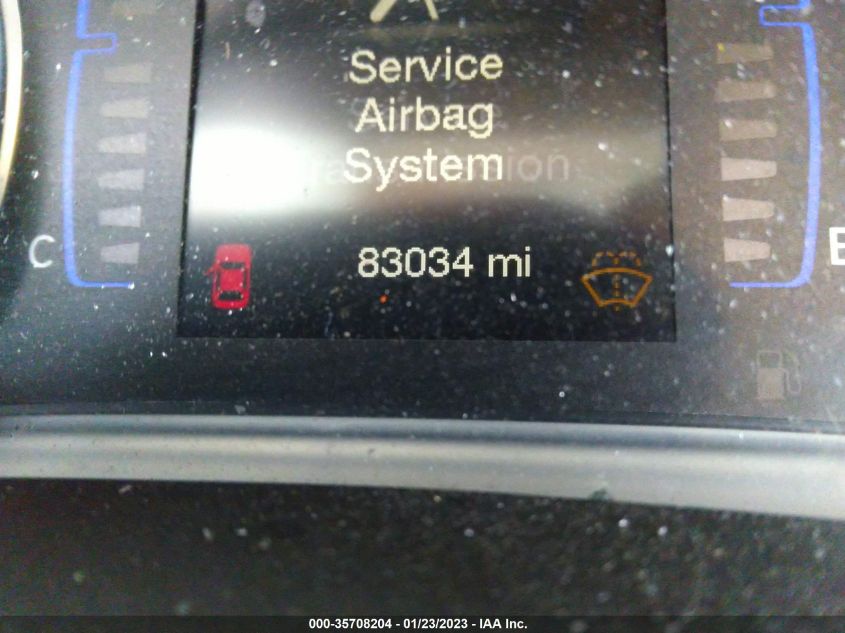 Service
Airbag
System
83034 mi
C
E
000-35708204 - 01/23/2023 - IAA Inc.